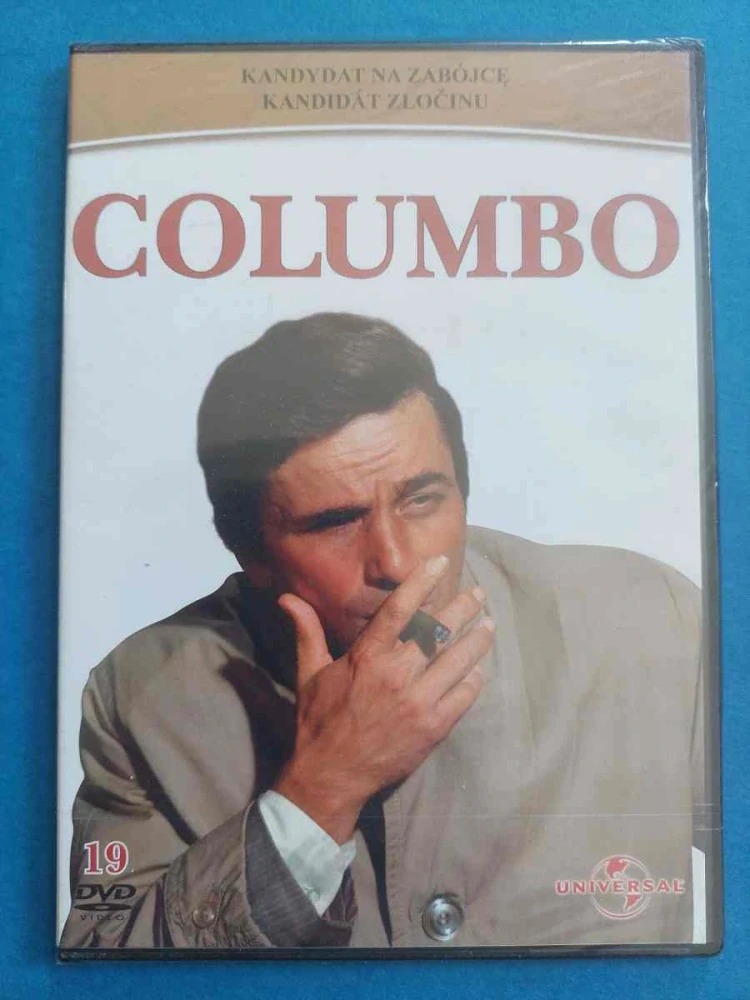 KANDYDAT NA ZABÓJCĘ
KANDIDÁT ZLOČINU
COLUMBO
19
DVD
VIDEO
UNIVERSAL